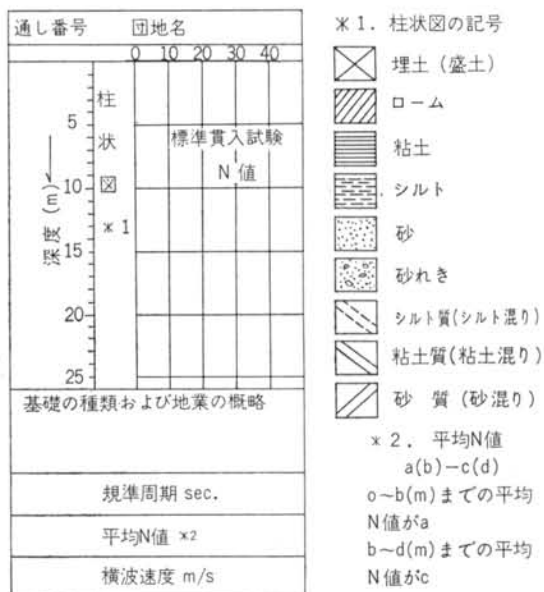 通し番号 団地名
0 10 20 30 40
5
10
15
20
25
深度 (m)
柱状図 *1
標準貫入試験
N 値
基礎の種類および地業の概略
規準周期 sec.
平均N値 *2
横波速度 m/s
*1. 柱状図の記号
埋土 (盛土)
ローム
粘土
シルト
砂
砂れき
シルト質(シルト混り)
粘土質(粘土混り)
砂 質 (砂混り)
*2. 平均N値
a(b)−c(d)
o~b(m)までの平均
N値がa
b~d(m)までの平均
N値がc